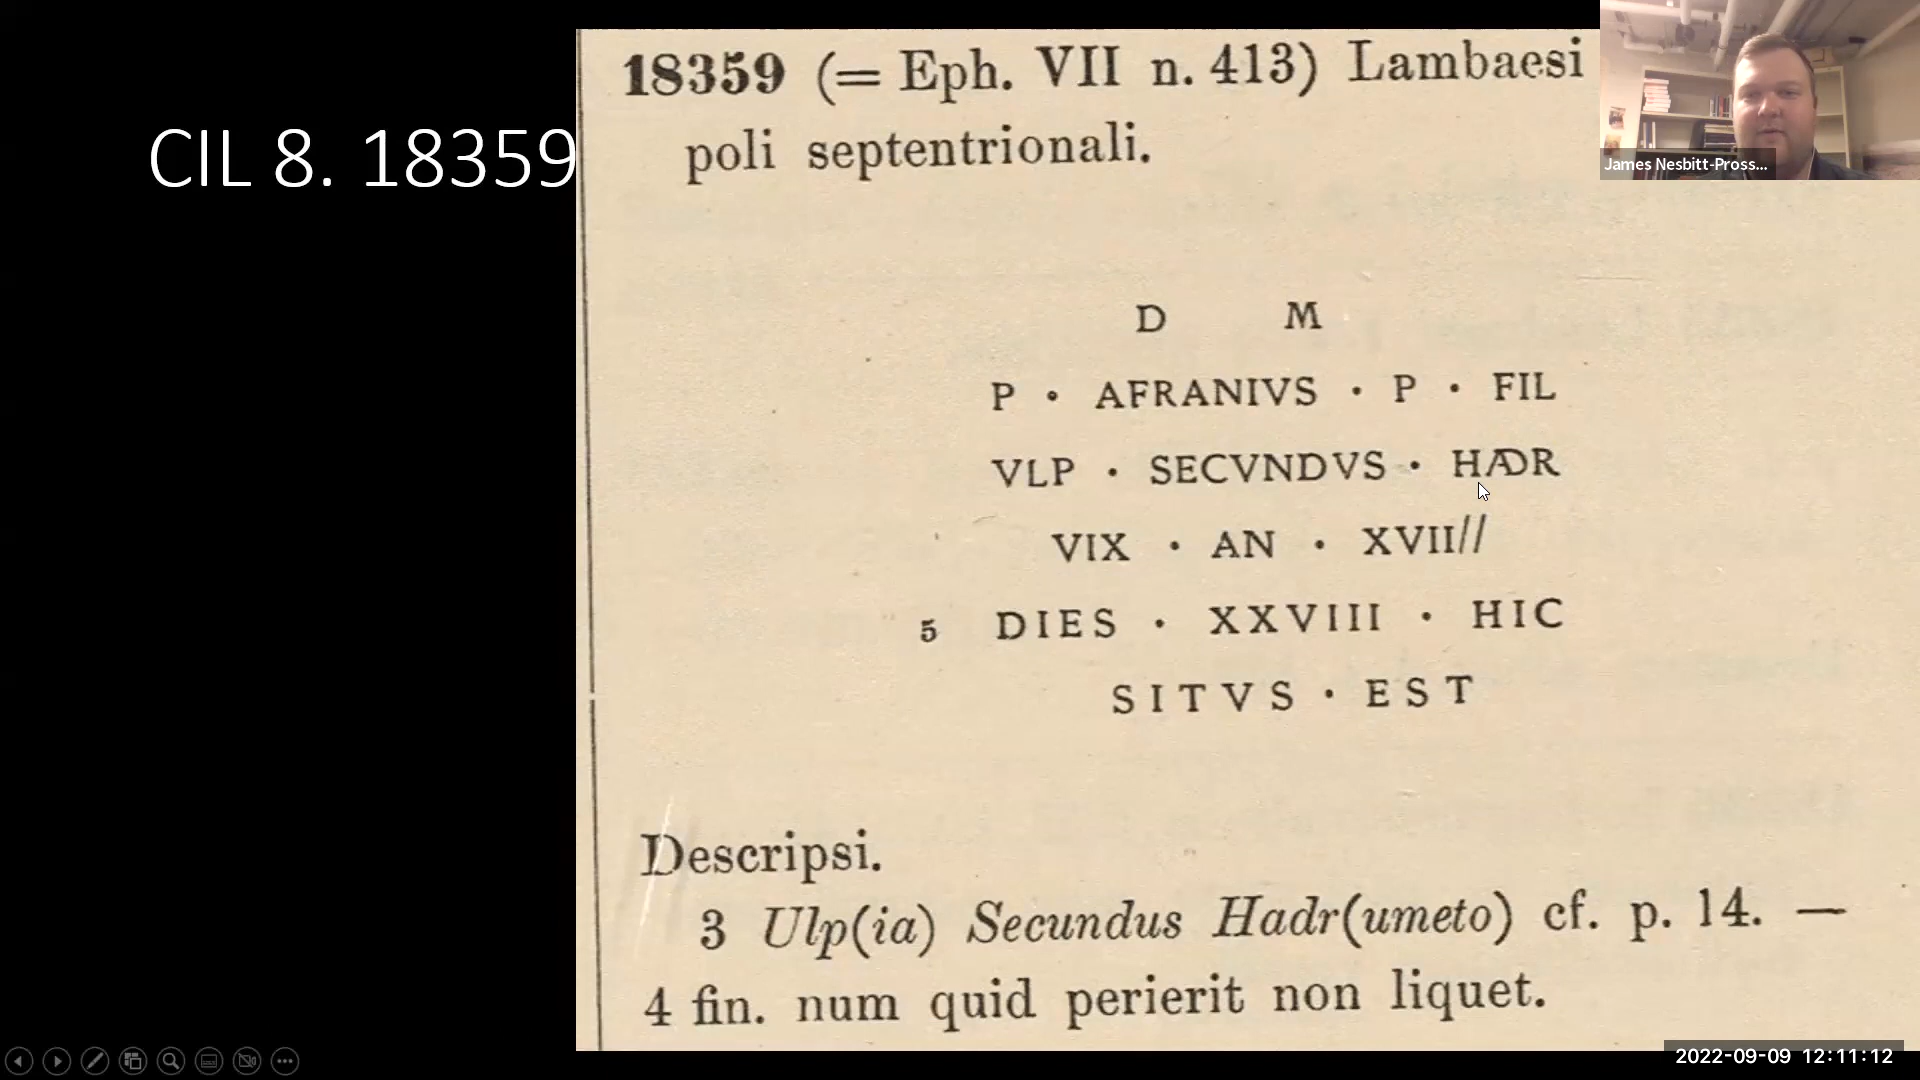 CIL 8. 18359
18359 (= Eph. VII n. 413) Lambaesi
poli septentrionali.
D M
P • AFRANIVS • P • FIL
VLP • SECVNDVS • HADR
VIX • AN • XVII//
5 DIES • XXVIII • HIC
SITVS • EST
Descripsi.
3 Ulp(ia) Secundus Hadr(umeto) cf. p. 14. —
4 fin. num quid perierit non liquet.
James Nesbitt-Pross...
2022-09-09 12:11:12